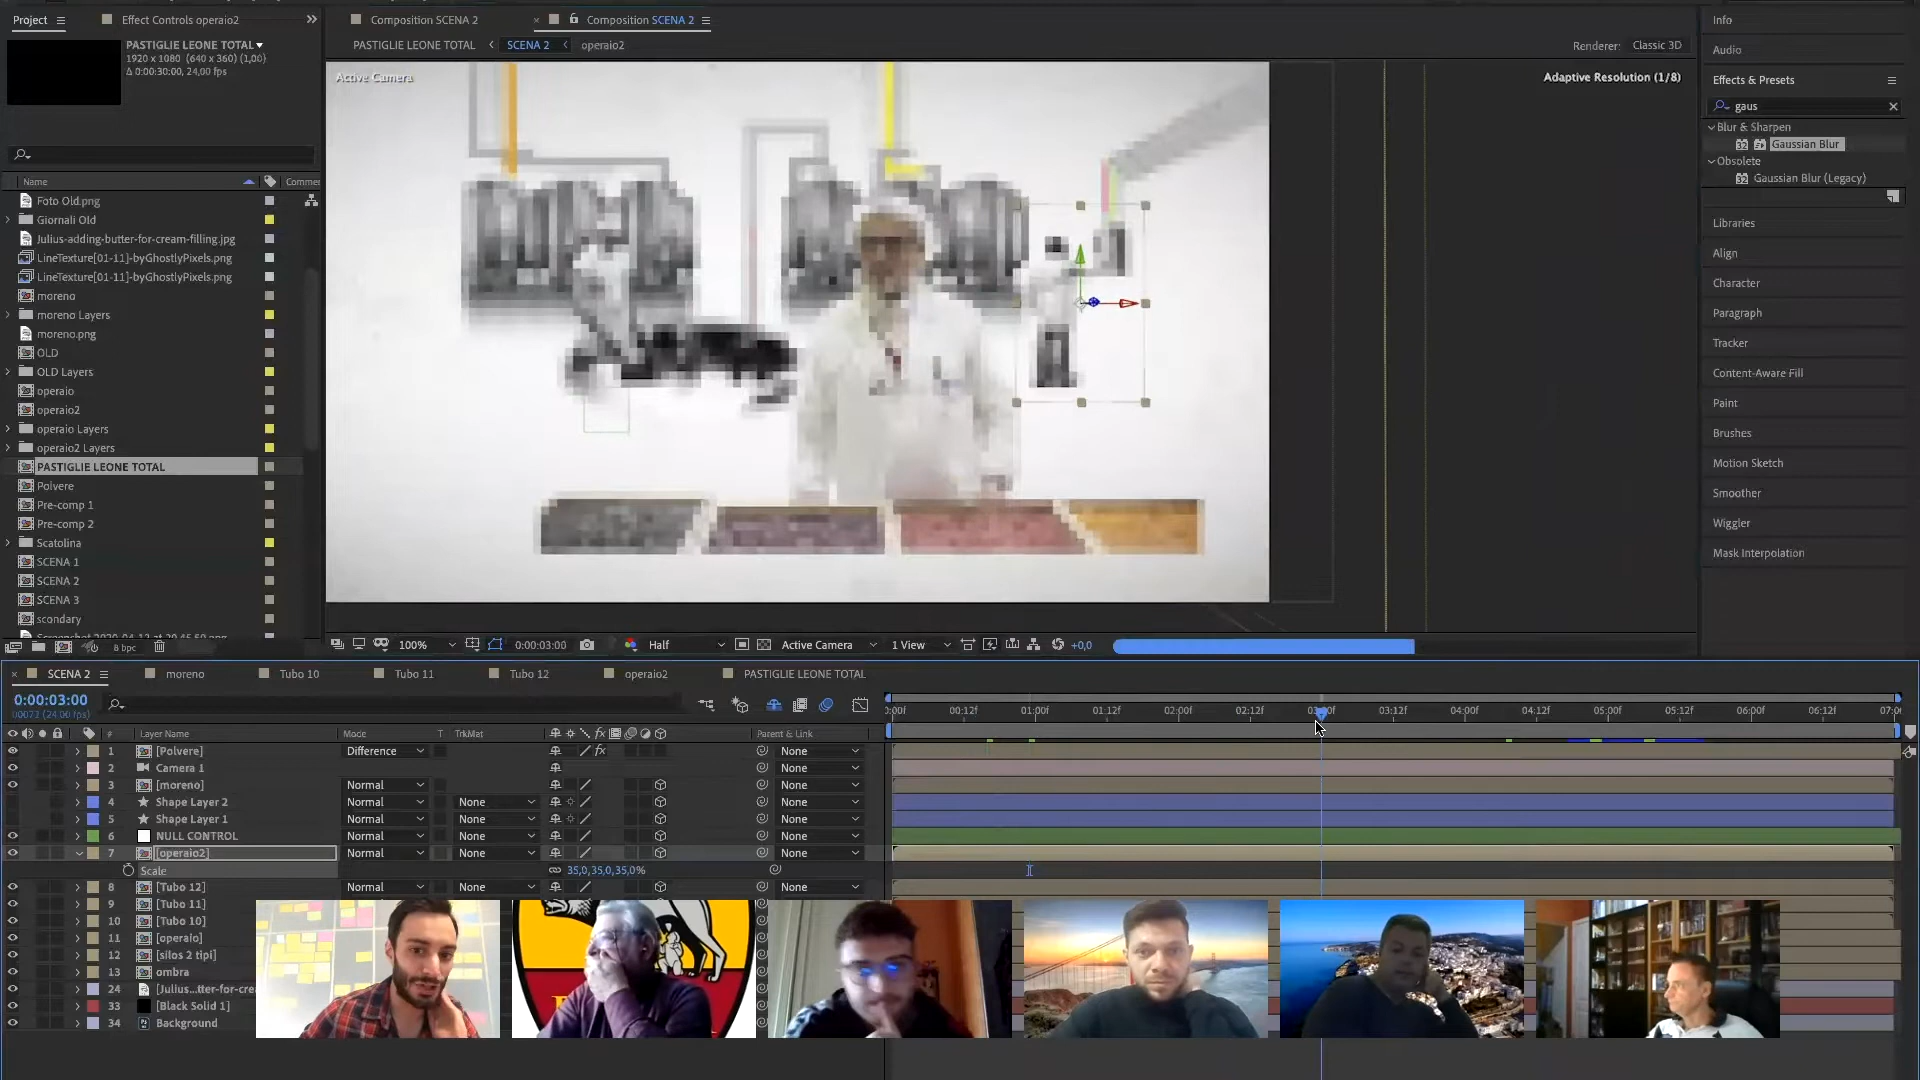 Project
Effect Controls operaio2
PASTIGLIE LEONE TOTAL
1920 x 1080 (640 x 360) (1,00)
Δ 0:00:30:00, 24,00 fps
Name
Comme
Foto Old.png
Giornali Old
Julius-adding-butter-for-cream-filling.jpg
LineTexture[01-11]-byGhostlyPixels.png
LineTexture[01-11]-byGhostlyPixels.png
moreno
moreno Layers
moreno.png
OLD
OLD Layers
operaio
operaio2
operaio Layers
operaio2 Layers
PASTIGLIE LEONE TOTAL
Polvere
Pre-comp 1
Pre-comp 2
Scatolina
SCENA 1
SCENA 2
SCENA 3
scondary
8 bpc
Composition SCENA 2
Composition SCENA 2
PASTIGLIE LEONE TOTAL
SCENA 2
operaio2
Renderer: Classic 3D
Active Camera
Adaptive Resolution (1/8)
100%
0:00:03:00
Half
Active Camera
1 View
+0,0
Info
Audio
Effects & Presets
gaus
Blur & Sharpen
32 Gaussian Blur
Obsolete
32 Gaussian Blur (Legacy)
Libraries
Align
Character
Paragraph
Tracker
Content-Aware Fill
Paint
Brushes
Motion Sketch
Smoother
Wiggler
Mask Interpolation
SCENA 2
moreno
Tubo 10
Tubo 11
Tubo 12
operaio2
PASTIGLIE LEONE TOTAL
0:00:03:00
00072 (24.00 fps)
:00f 00:12f 01:00f 01:12f 02:00f 02:12f 03:00f 03:12f 04:00f 04:12f 05:00f 05:12f 06:00f 06:12f 07:0
# Layer Name Mode T TrkMat fx Parent & Link
1 [Polvere] Difference fx None
2 Camera 1 None
3 [moreno] Normal None
4 Shape Layer 2 Normal None None
5 Shape Layer 1 Normal None None
6 NULL CONTROL Normal None None
7 [operaio2] Normal None None
Scale 35,0,35,0,35,0%
8 [Tubo 12] Normal None None
9 [Tubo 11]
10 [Tubo 10]
11 [operaio]
12 [silos 2 tipi]
13 ombra
24 [Julius...tter-for-crea
33 [Black Solid 1]
34 Background